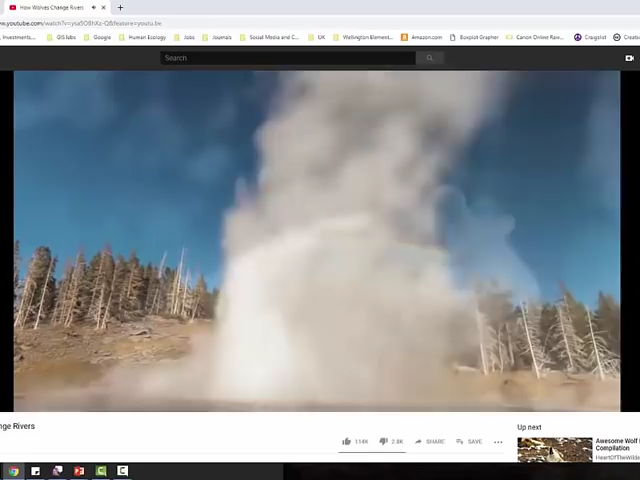 How Wolves Change Rivers
Investments, GIS labs Google Human Ecology Jobs Journals Social Media and C... UK Wellington Element... Amazon.com Boxplot Grapher Canon Online Raw... Craigslist
Search
nge Rivers
Up next
114K 2.8K SHARE SAVE
Awesome Wolf
Compilation
HeartOfTheWilde